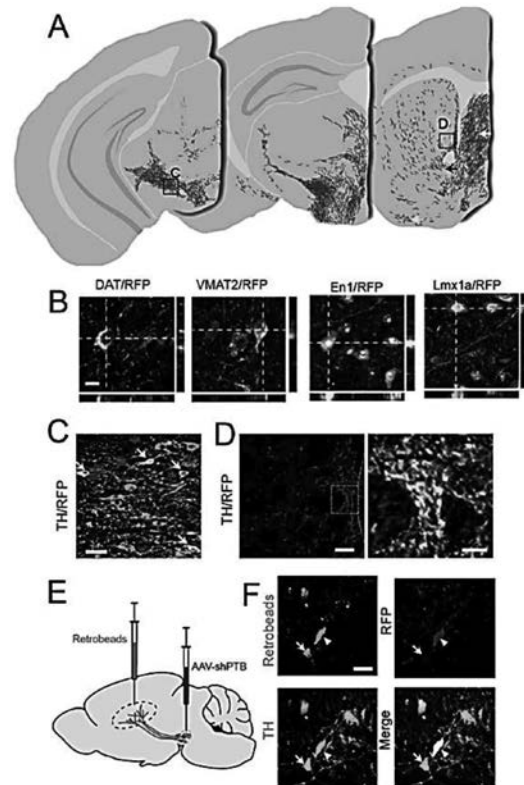 A
C
D
B
DAT/RFP VMAT2/RFP En1/RFP Lmx1a/RFP
C
TH/RFP
D
TH/RFP
E
Retrobeads
AAV-shPTB
F
Retrobeads
RFP
TH
Merge